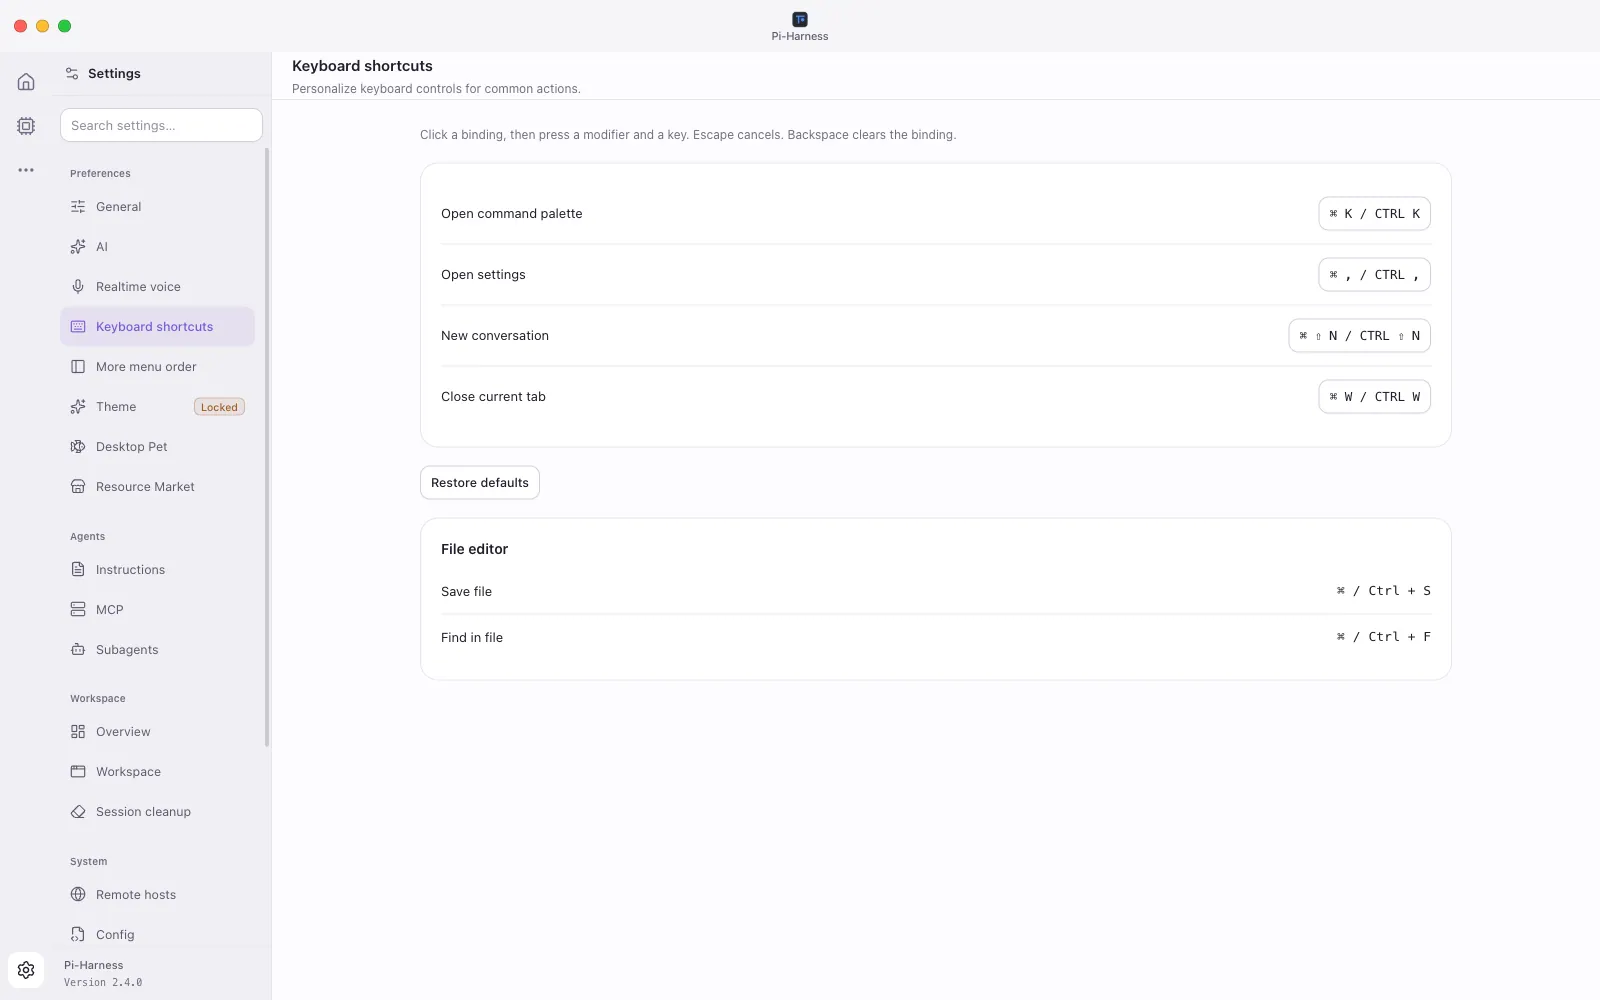 Pi-Harness
Settings
Search settings...
Preferences
General
AI
Realtime voice
Keyboard shortcuts
More menu order
Theme
Locked
Desktop Pet
Resource Market
Agents
Instructions
MCP
Subagents
Workspace
Overview
Workspace
Session cleanup
System
Remote hosts
Config
Pi-Harness
Version 2.4.0
Keyboard shortcuts
Personalize keyboard controls for common actions.
Click a binding, then press a modifier and a key. Escape cancels. Backspace clears the binding.
Open command palette ⌘ K / CTRL K
Open settings ⌘ , / CTRL ,
New conversation ⌘ ⇧ N / CTRL ⇧ N
Close current tab ⌘ W / CTRL W
Restore defaults
File editor
Save file ⌘ / Ctrl + S
Find in file ⌘ / Ctrl + F